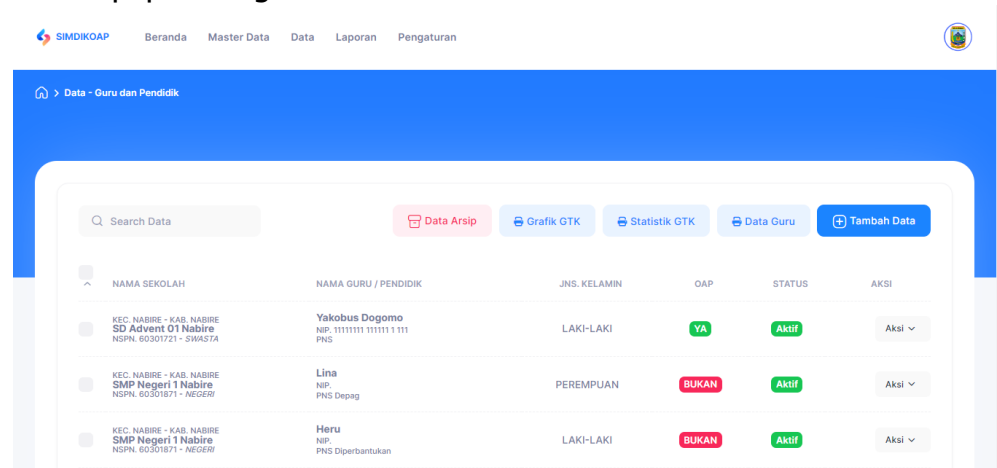 SIMDIKOAP Beranda Master Data Data Laporan Pengaturan
> Data - Guru dan Pendidik
Search Data Data Arsip Grafik GTK Statistik GTK Data Guru Tambah Data
NAMA SEKOLAH NAMA GURU / PENDIDIK JNS. KELAMIN OAP STATUS AKSI
KEC. NABIRE - KAB. NABIRE
SD Advent 01 Nabire
NSPN. 60301721 - SWASTA
Yakobus Dogomo
NIP. 11111111 111111 1 111
PNS
LAKI-LAKI YA Aktif Aksi
KEC. NABIRE - KAB. NABIRE
SMP Negeri 1 Nabire
NSPN. 60301871 - NEGERI
Lina
NIP.
PNS Depag
PEREMPUAN BUKAN Aktif Aksi
KEC. NABIRE - KAB. NABIRE
SMP Negeri 1 Nabire
NSPN. 60301871 - NEGERI
Heru
NIP.
PNS Diperbantukan
LAKI-LAKI BUKAN Aktif Aksi